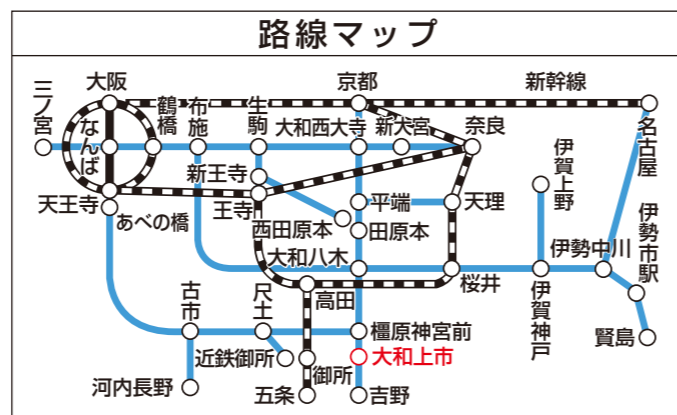 路線マップ
大阪
京都
新幹線
三ノ宮
なんば
鶴橋
布施
生駒
大和西大寺
新大宮
奈良
名古屋
新王寺
伊賀上野
天王寺
あべの橋
王寺
平端
天理
西田原本
田原本
伊勢中川
伊勢市駅
大和八木
桜井
高田
伊賀神戸
賢島
古市
尺土
橿原神宮前
近鉄御所
御所
大和上市
河内長野
五条
吉野